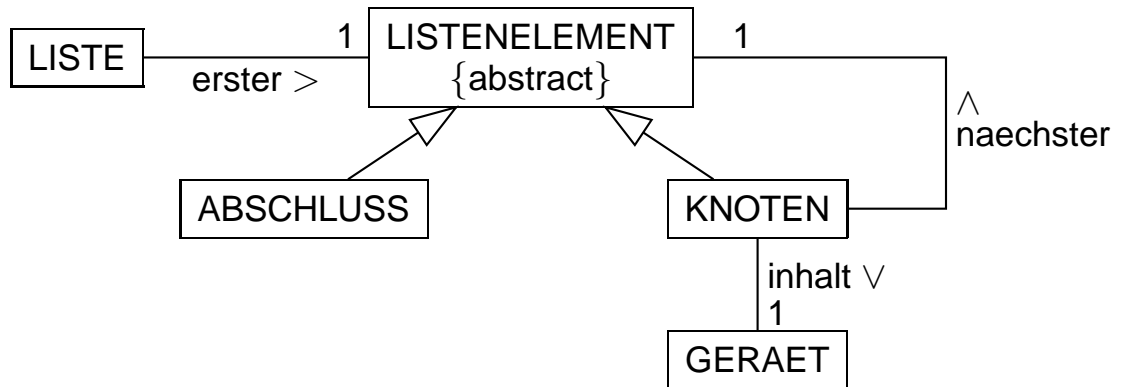 LISTE
1
erster >
LISTENELEMENT
{abstract}
1
∧
naechster
ABSCHLUSS
KNOTEN
inhalt ∨
1
GERAET